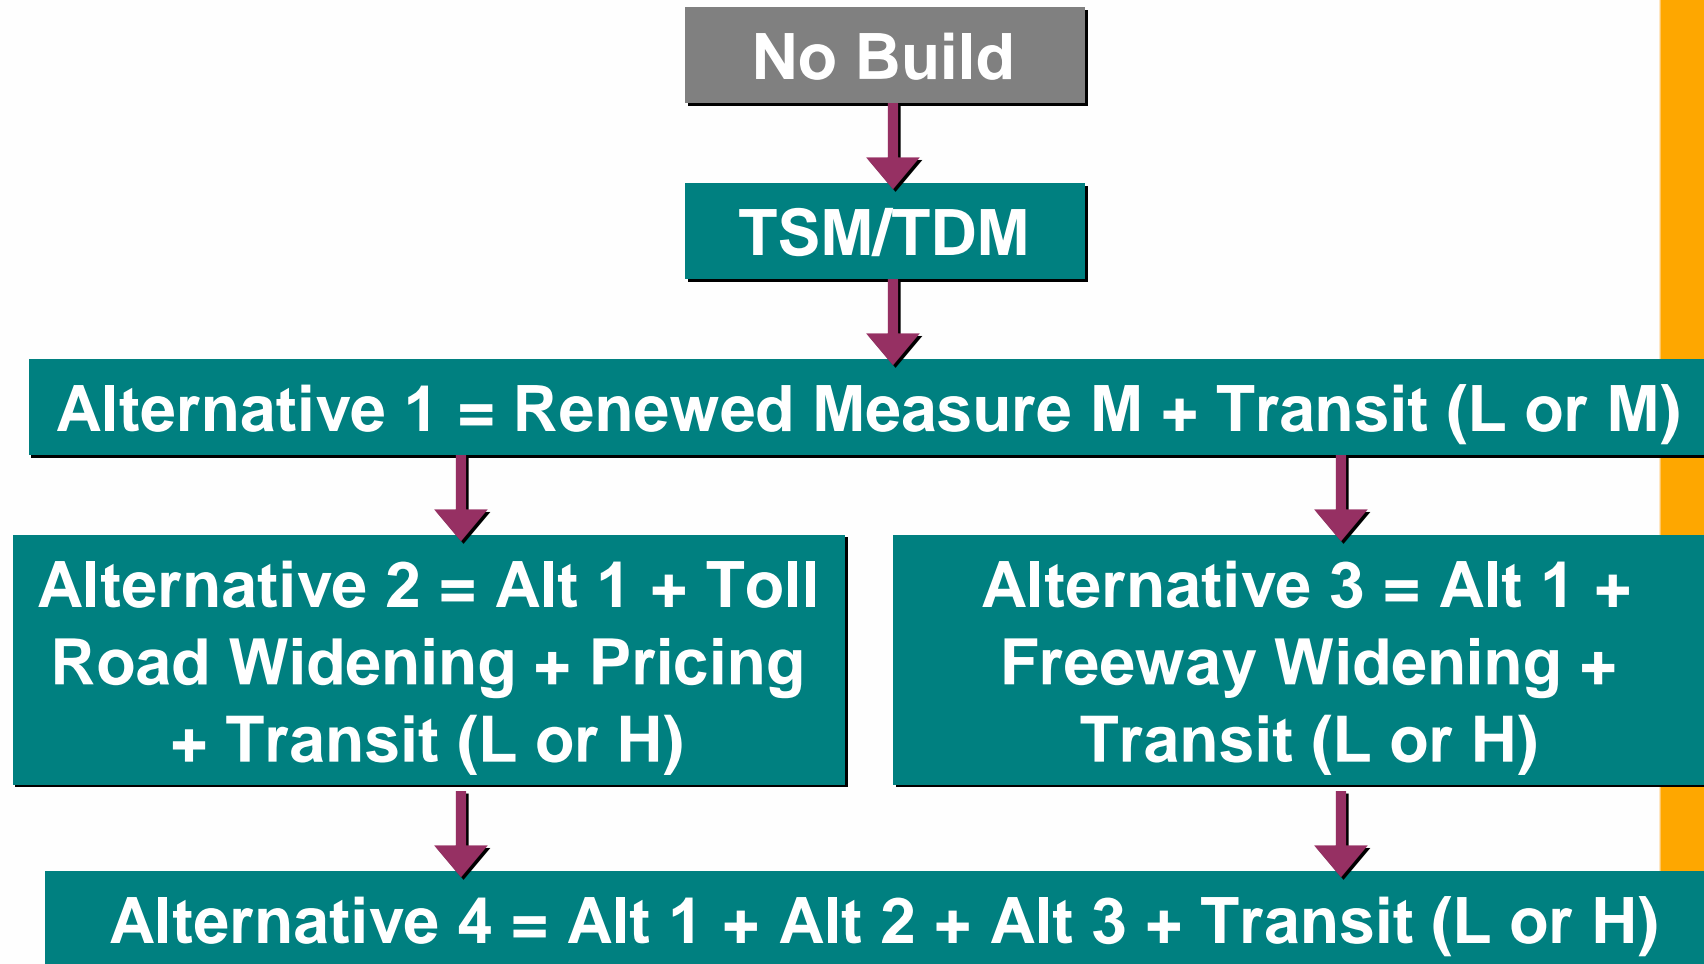 No Build
TSM/TDM
Alternative 1 = Renewed Measure M + Transit (L or M)
Alternative 2 = Alt 1 + Toll
Road Widening + Pricing
+ Transit (L or H)
Alternative 3 = Alt 1 +
Freeway Widening +
Transit (L or H)
Alternative 4 = Alt 1 + Alt 2 + Alt 3 + Transit (L or H)